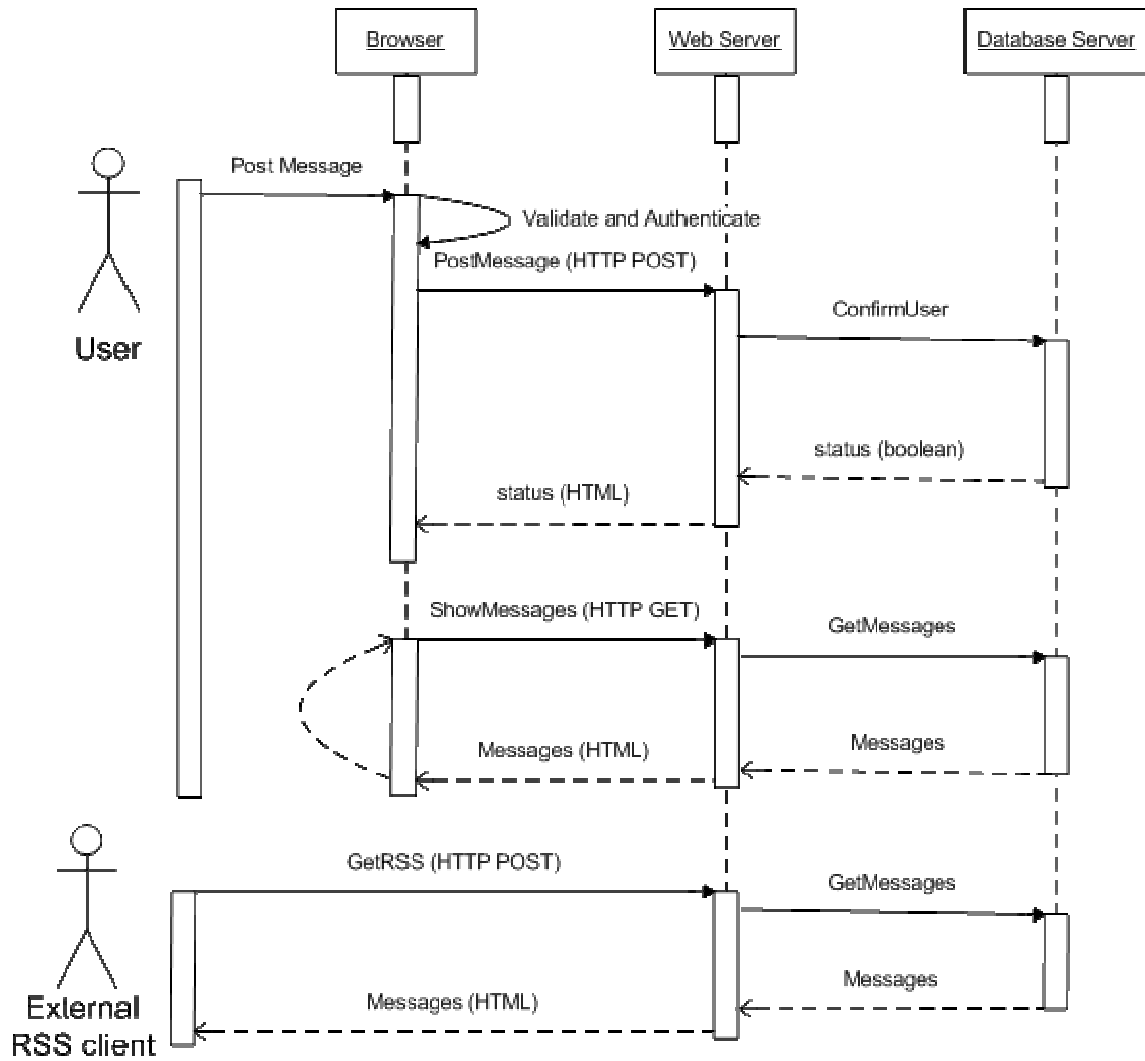 Browser
Web Server
Database Server
Post Message
Validate and Authenticate
PostMessage (HTTP POST)
ConfirmUser
User
status (boolean)
status (HTML)
ShowMessages (HTTP GET)
GetMessages
Messages (HTML)
Messages
GetRSS (HTTP POST)
GetMessages
Messages
Messages (HTML)
External
RSS client